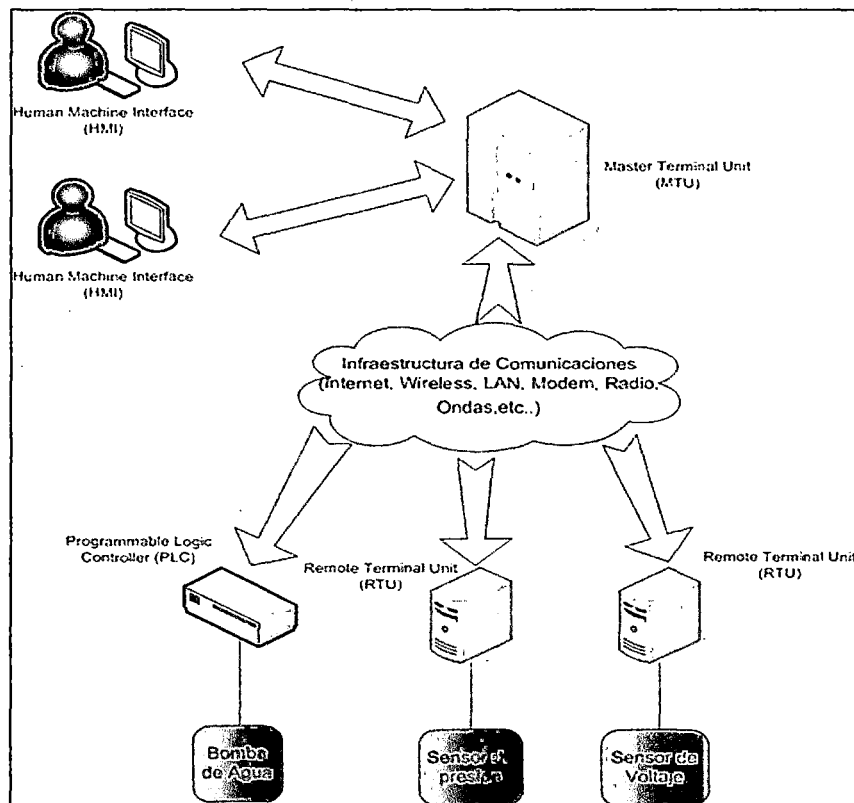 Human Machine Interface
(HMI)
Master Terminal Unit
(MTU)
Human Machine Interface
(HMI)
Infraestructura de Comunicaciones
(Internet, Wireless, LAN, Modem, Radio,
Ondas,etc..)
Programmable Logic
Controller (PLC)
Remote Terminal Unit
(RTU)
Remote Terminal Unit
(RTU)
Bomba
de Agua
Sensor
presion
Sensor de
Voltaje